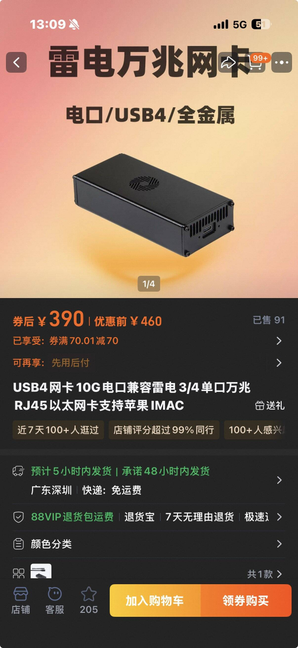 13:09
5G
5
雷电万兆网卡
99+
电口/USB4/全金属
1/4
券后￥390 优惠前￥460
已售 91
已享受：券满70.01减70
可再享：先用后付
USB4网卡10G电口兼容雷电3/4单口万兆
RJ45以太网卡支持苹果IMAC
送礼
近7天100+人逛过
店铺评分超过99%同行
100+人感兴
预计5小时内发货 | 承诺48小时内发货
广东深圳 快递：免运费
88VIP退货包运费 退货宝 7天无理由退货 极速退
颜色分类
共1款
店铺
客服
205
加入购物车
领券购买